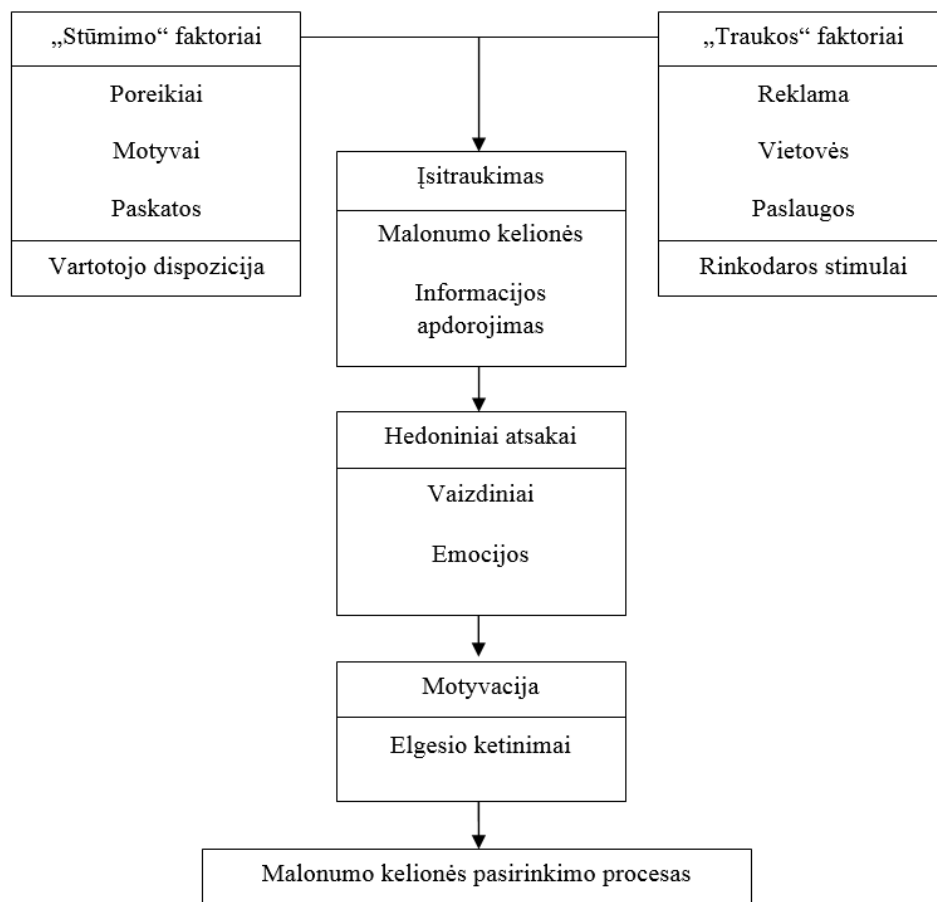 „Stūmimo“ faktoriai
Poreikiai
Motyvai
Paskatos
Vartotojo dispozicija
„Traukos“ faktoriai
Reklama
Vietovės
Paslaugos
Rinkodaros stimulai
Įsitraukimas
Malonumo kelionės
Informacijos
apdorojimas
Hedoniniai atsakai
Vaizdiniai
Emocijos
Motyvacija
Elgesio ketinimai
Malonumo kelionės pasirinkimo procesas